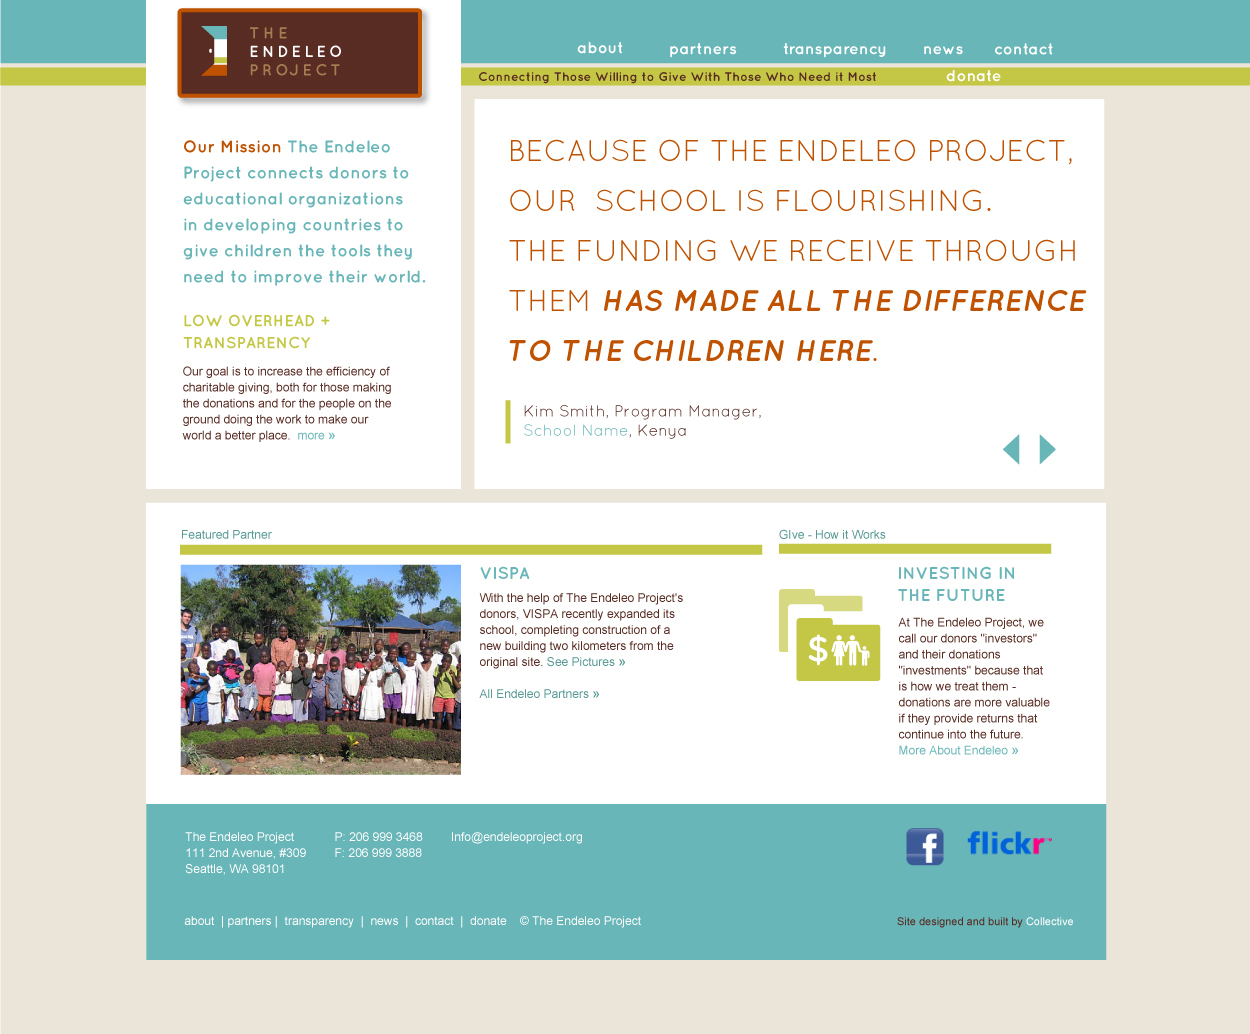 THE
ENDELEO
PROJECT
about partners transparency news contact
Connecting Those Willing to Give With Those Who Need it Most donate
Our Mission The Endeleo
Project connects donors to
educational organizations
in developing countries to
give children the tools they
need to improve their world.
LOW OVERHEAD +
TRANSPARENCY
Our goal is to increase the efficiency of
charitable giving, both for those making
the donations and for the people on the
ground doing the work to make our
world a better place. more »
BECAUSE OF THE ENDELEO PROJECT,
OUR SCHOOL IS FLOURISHING.
THE FUNDING WE RECEIVE THROUGH
THEM HAS MADE ALL THE DIFFERENCE
TO THE CHILDREN HERE.
Kim Smith, Program Manager,
School Name, Kenya
Featured Partner
VISPA
With the help of The Endeleo Project's
donors, VISPA recently expanded its
school, completing construction of a
new building two kilometers from the
original site. See Pictures »
All Endeleo Partners »
GIve - How it Works
$
INVESTING IN
THE FUTURE
At The Endeleo Project, we
call our donors "investors"
and their donations
"investments" because that
is how we treat them -
donations are more valuable
if they provide returns that
continue into the future.
More About Endeleo »
The Endeleo Project P: 206 999 3468 Info@endeleoproject.org
111 2nd Avenue, #309 F: 206 999 3888
Seattle, WA 98101
f flickr™
about | partners | transparency | news | contact | donate © The Endeleo Project
Site designed and built by Collective